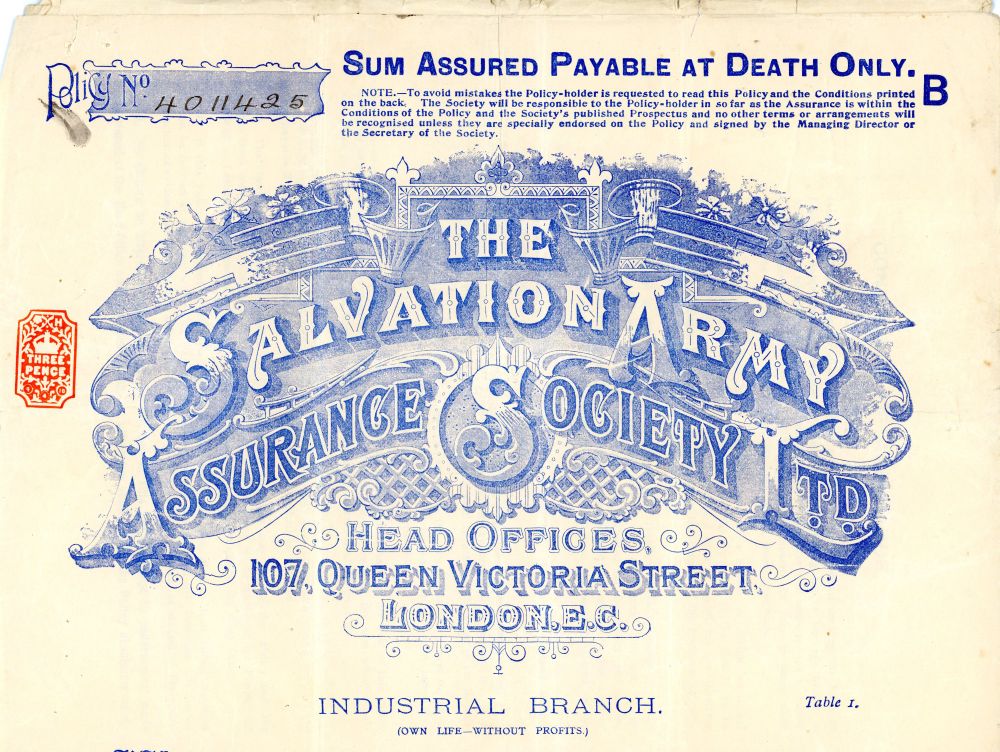 Policy No 4011425
SUM ASSURED PAYABLE AT DEATH ONLY.
B
NOTE.—To avoid mistakes the Policy-holder is requested to read this Policy and the Conditions printed
on the back. The Society will be responsible to the Policy-holder in so far as the Assurance is within the
Conditions of the Policy and the Society's published Prospectus and no other terms or arrangements will
be recognised unless they are specially endorsed on the Policy and signed by the Managing Director or
the Secretary of the Society.
THE
SALVATION ARMY
ASSURANCE SOCIETY LTD.
THREE
PENCE
HEAD OFFICES,
107, QUEEN VICTORIA STREET,
LONDON, E.C.
INDUSTRIAL BRANCH.
Table 1.
(OWN LIFE—WITHOUT PROFITS.)